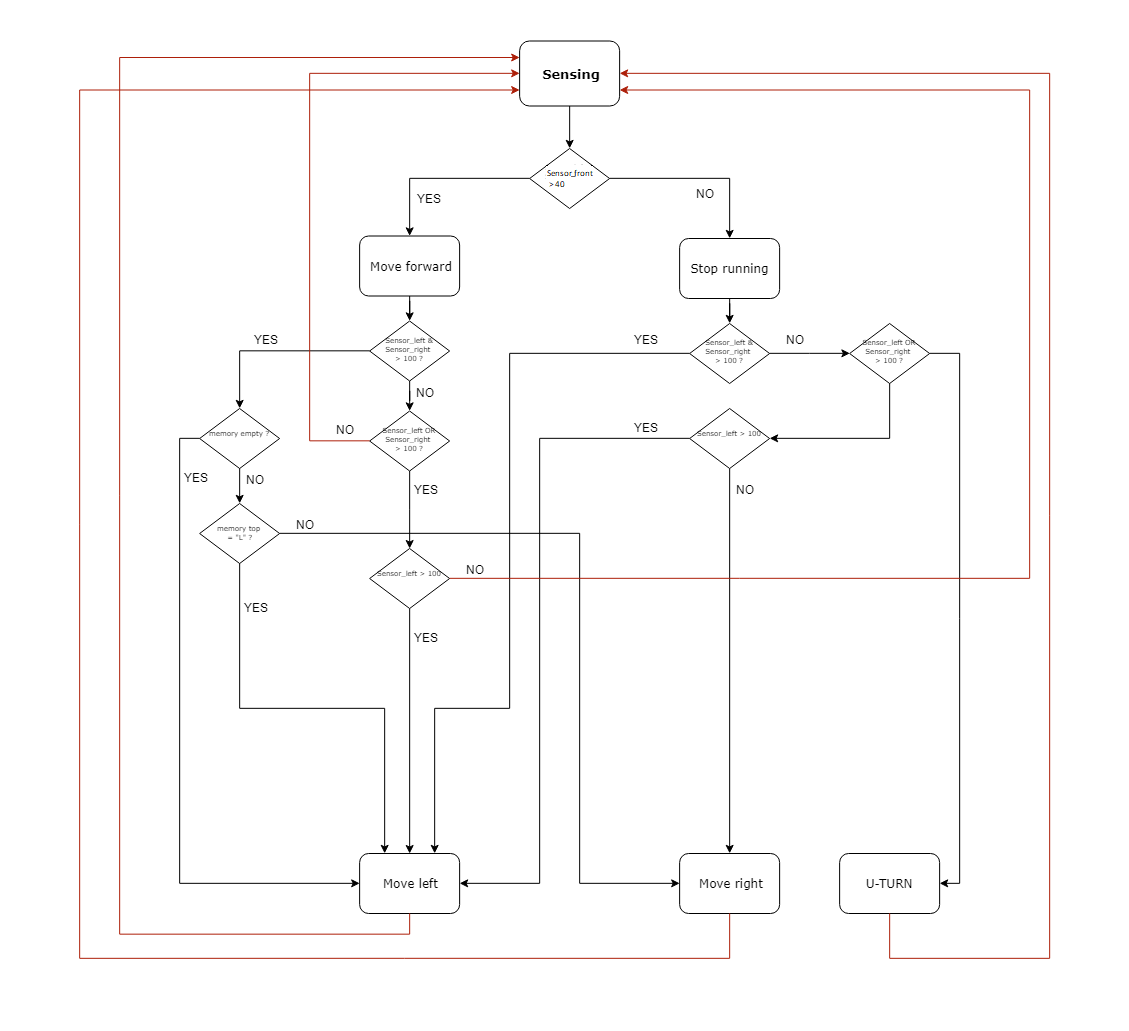 Sensing
Sensor_front
>40
YES
NO
Move forward
Stop running
Sensor_left &
Sensor_right
> 100 ?
YES
NO
Sensor_left &
Sensor_right
> 100 ?
YES
NO
Sensor_left OR
Sensor_right
> 100 ?
memory empty ?
YES
NO
Sensor_left OR
Sensor_right
> 100 ?
NO
YES
Sensor_left > 100
YES
NO
memory top
= "L" ?
NO
YES
Sensor_left > 100
NO
YES
Move left
Move right
U-TURN